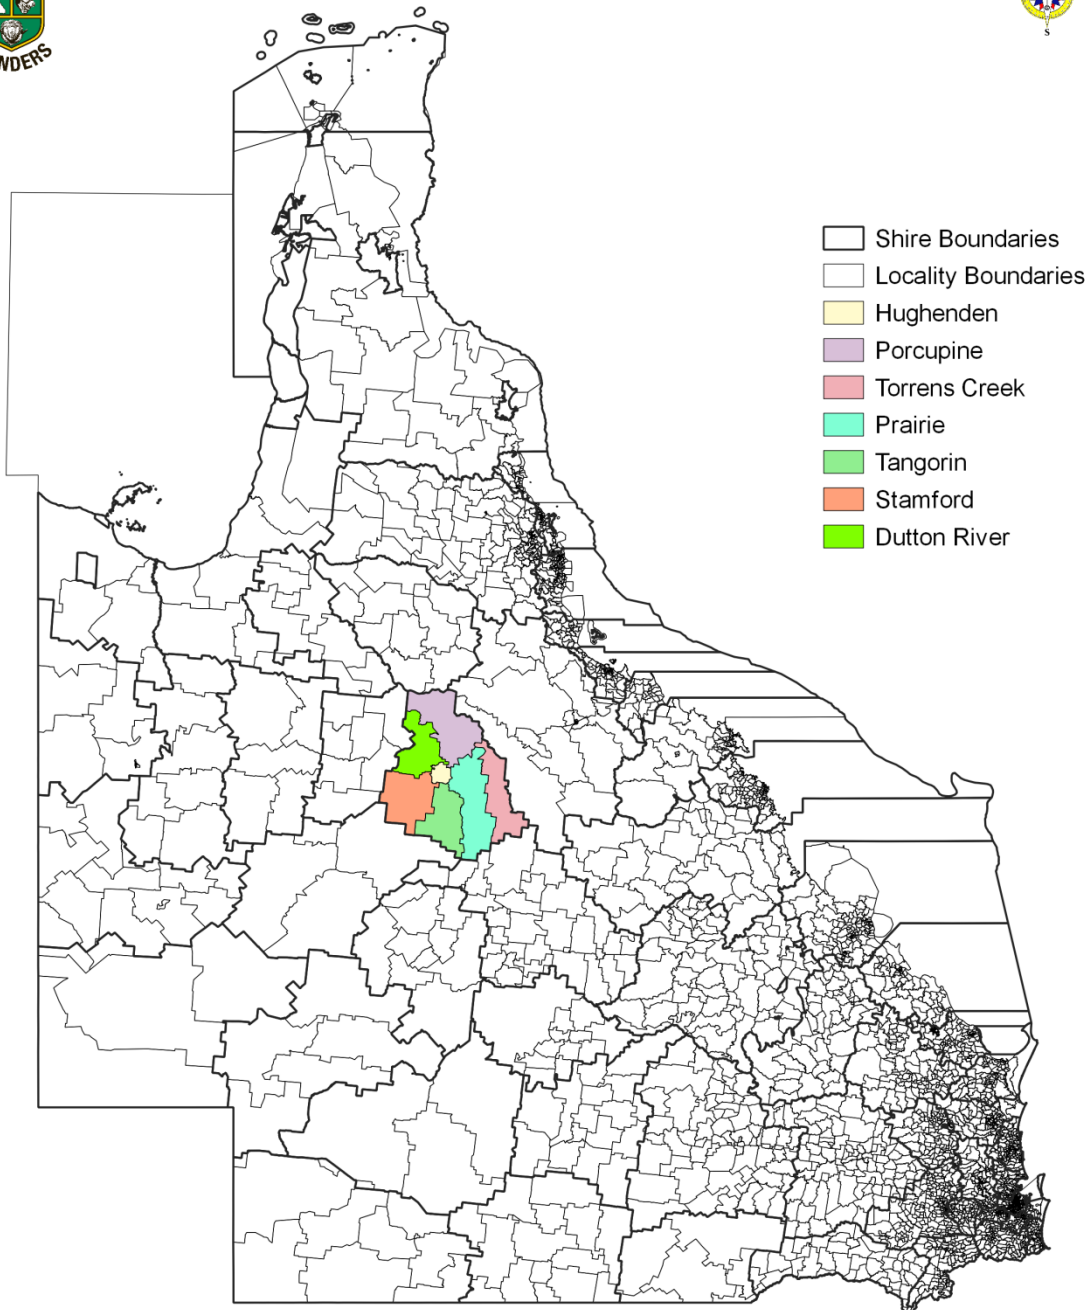 NDERS
S
Shire Boundaries
Locality Boundaries
Hughenden
Porcupine
Torrens Creek
Prairie
Tangorin
Stamford
Dutton River